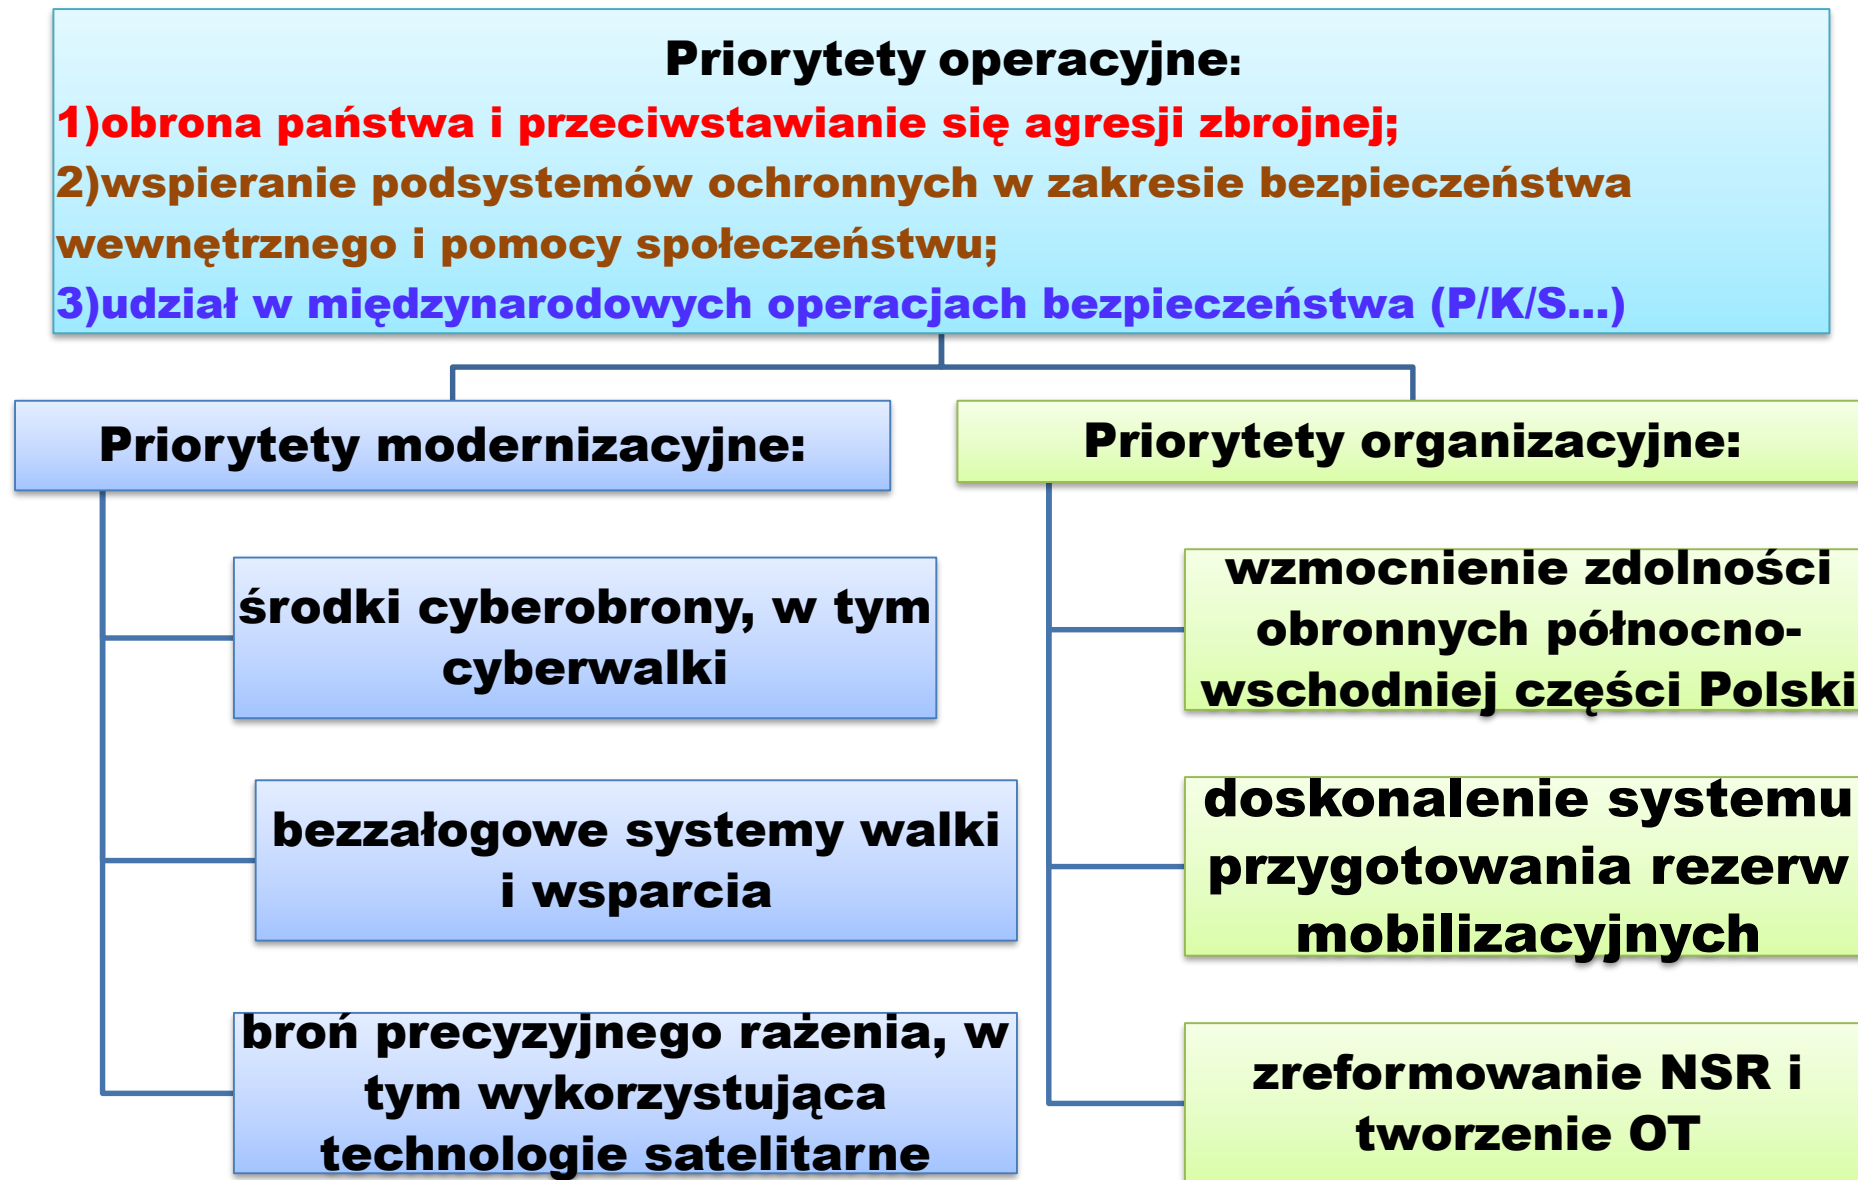 Priorytety operacyjne:
1)obrona państwa i przeciwstawianie się agresji zbrojnej;
2)wspieranie podsystemów ochronnych w zakresie bezpieczeństwa
wewnętrznego i pomocy społeczeństwu;
3)udział w międzynarodowych operacjach bezpieczeństwa (P/K/S...)
Priorytety modernizacyjne:
środki cyberobrony, w tym
cyberwalki
bezzałogowe systemy walki
i wsparcia
broń precyzyjnego rażenia, w
tym wykorzystująca
technologie satelitarne
Priorytety organizacyjne:
wzmocnienie zdolności
obronnych północno-
wschodniej części Polski
doskonalenie systemu
przygotowania rezerw
mobilizacyjnych
zreformowanie NSR i
tworzenie OT